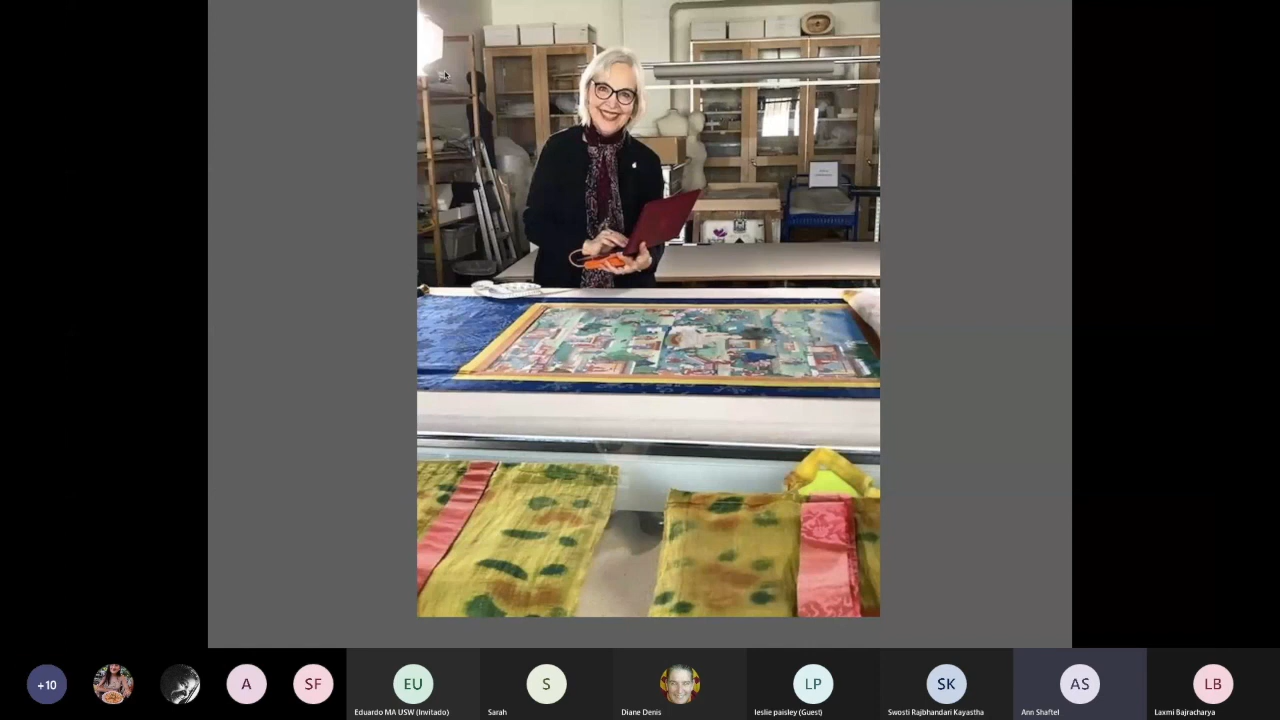 +10
A
SF
EU
Eduardo MA USW (Invitado)
S
Sarah
Diane Denis
LP
leslie paisley (Guest)
SK
Swosti Rajbhandari Kayastha
AS
Ann Shaftel
LB
Laxmi Bajracharya